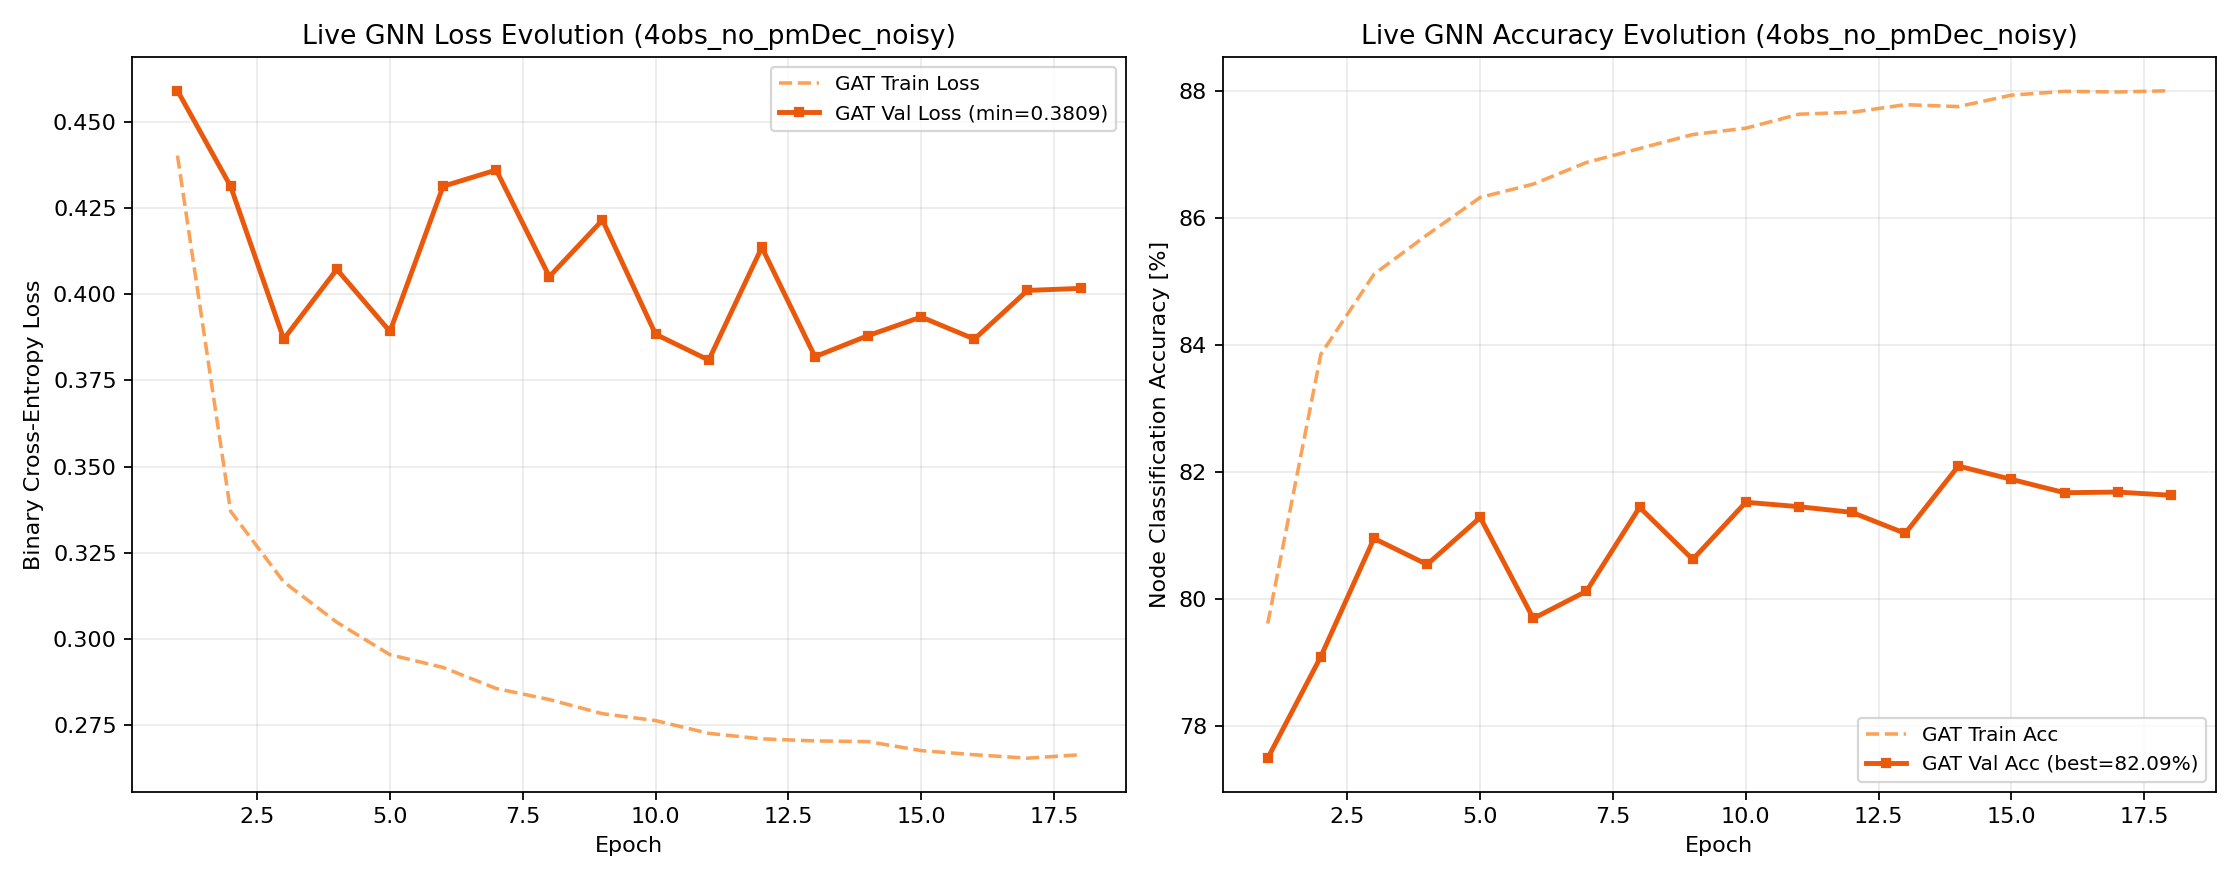 Live GNN Loss Evolution (4obs_no_pmDec_noisy)
GAT Train Loss
GAT Val Loss (min=0.3809)
Binary Cross-Entropy Loss
0.450
0.425
0.400
0.375
0.350
0.325
0.300
0.275
2.5 5.0 7.5 10.0 12.5 15.0 17.5
Epoch
Live GNN Accuracy Evolution (4obs_no_pmDec_noisy)
Node Classification Accuracy [%]
88
86
84
82
80
78
GAT Train Acc
GAT Val Acc (best=82.09%)
2.5 5.0 7.5 10.0 12.5 15.0 17.5
Epoch